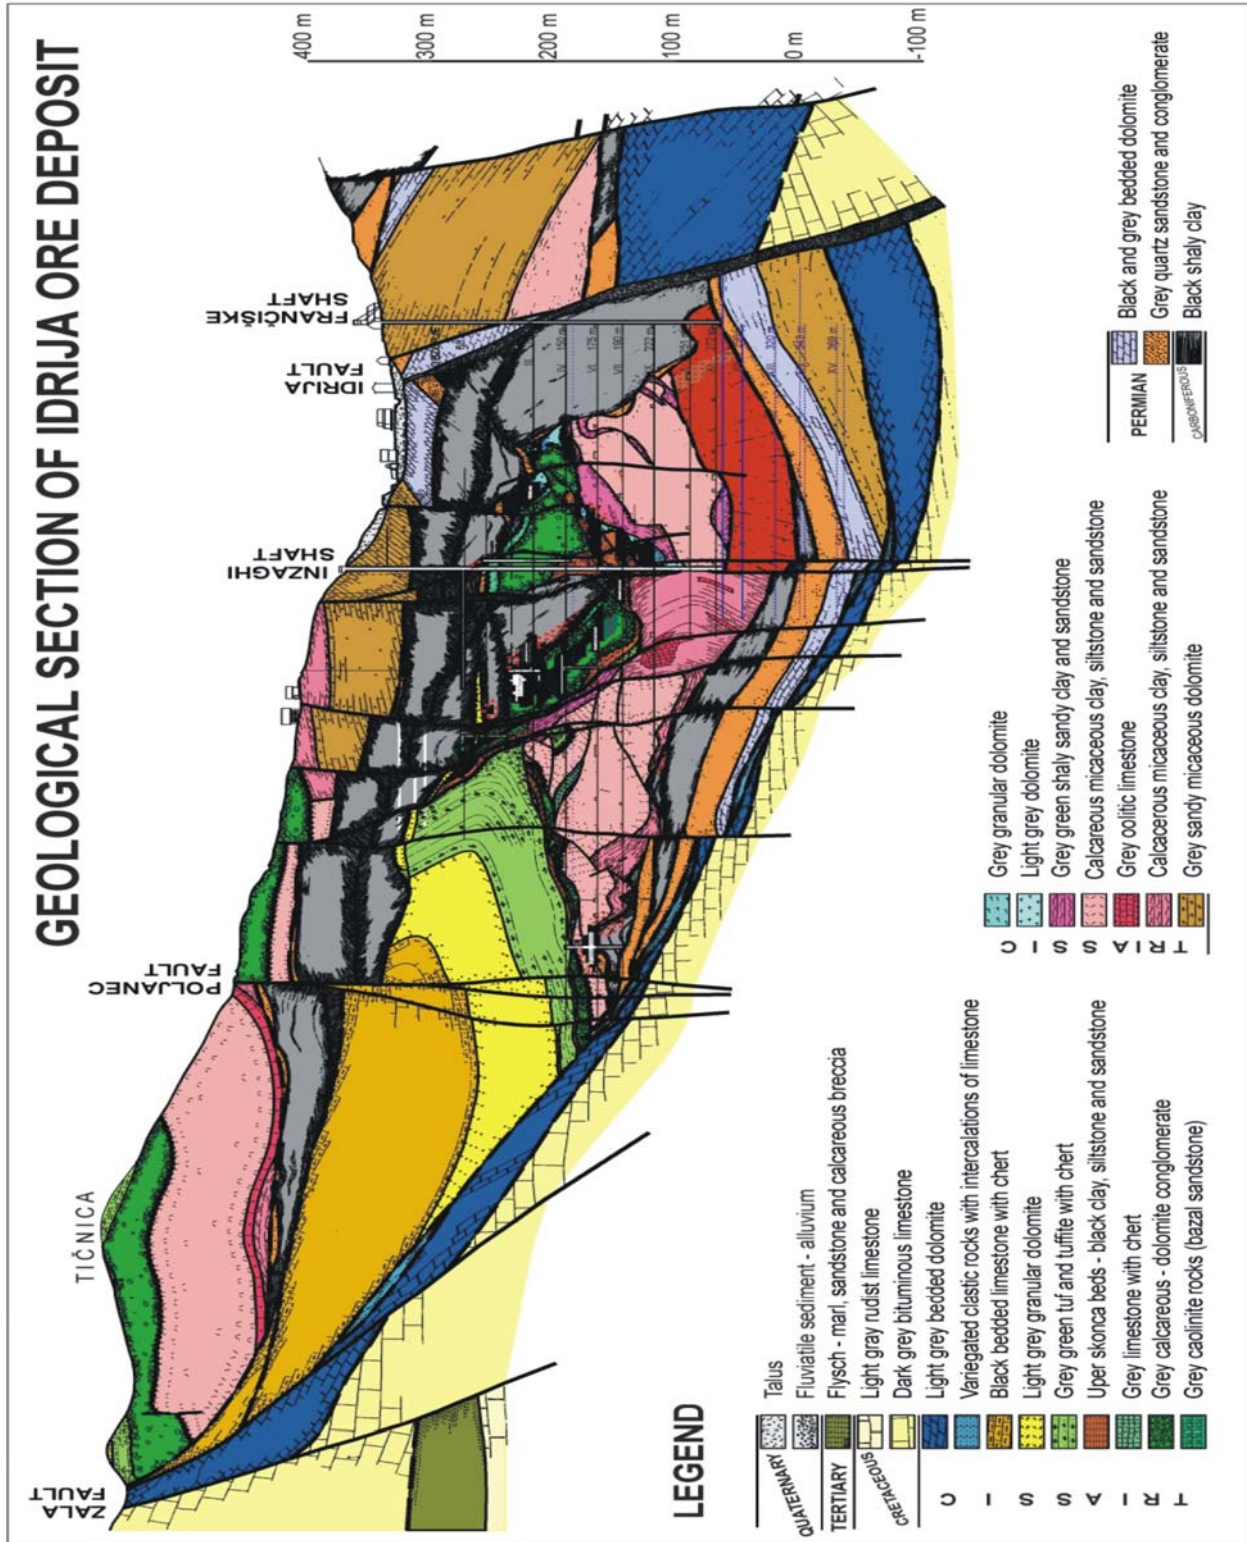 GEOLOGICAL SECTION OF IDRIJA ORE DEPOSIT
ZALA
FAULT
TIČNICA
POLJANEC
FAULT
INZAGHI
SHAFT
IDRIJA
FAULT
FRANČIŠKE
SHAFT
400 m
300 m
200 m
100 m
0 m
-100 m
LEGEND
QUATERNARY
Talus
Fluviatile sediment - alluvium
TERTIARY
Flysch - marl, sandstone and calcareous breccia
CRETACEOUS
Light gray rudist limestone
Dark grey bituminous limestone
TRIASSIC
Light grey bedded dolomite
Variegated clastic rocks with intercalations of limestone
Black bedded limestone with chert
Light grey granular dolomite
Grey green tuf and tuffite with chert
Uper skonca beds - black clay, siltstone and sandstone
Grey limestone with chert
Grey calcareous - dolomite conglomerate
Grey caolinite rocks (bazal sandstone)
TRIASSIC
Grey granular dolomite
Light grey dolomite
Grey green shaly sandy clay and sandstone
Calcareous micaceous clay, siltstone and sandstone
Grey oolitic limestone
Calcacerous micaceous clay, siltstone and sandstone
Grey sandy micaceous dolomite
PERMIAN
Black and grey bedded dolomite
Grey quartz sandstone and conglomerate
CARBONIFEROUS
Black shaly clay